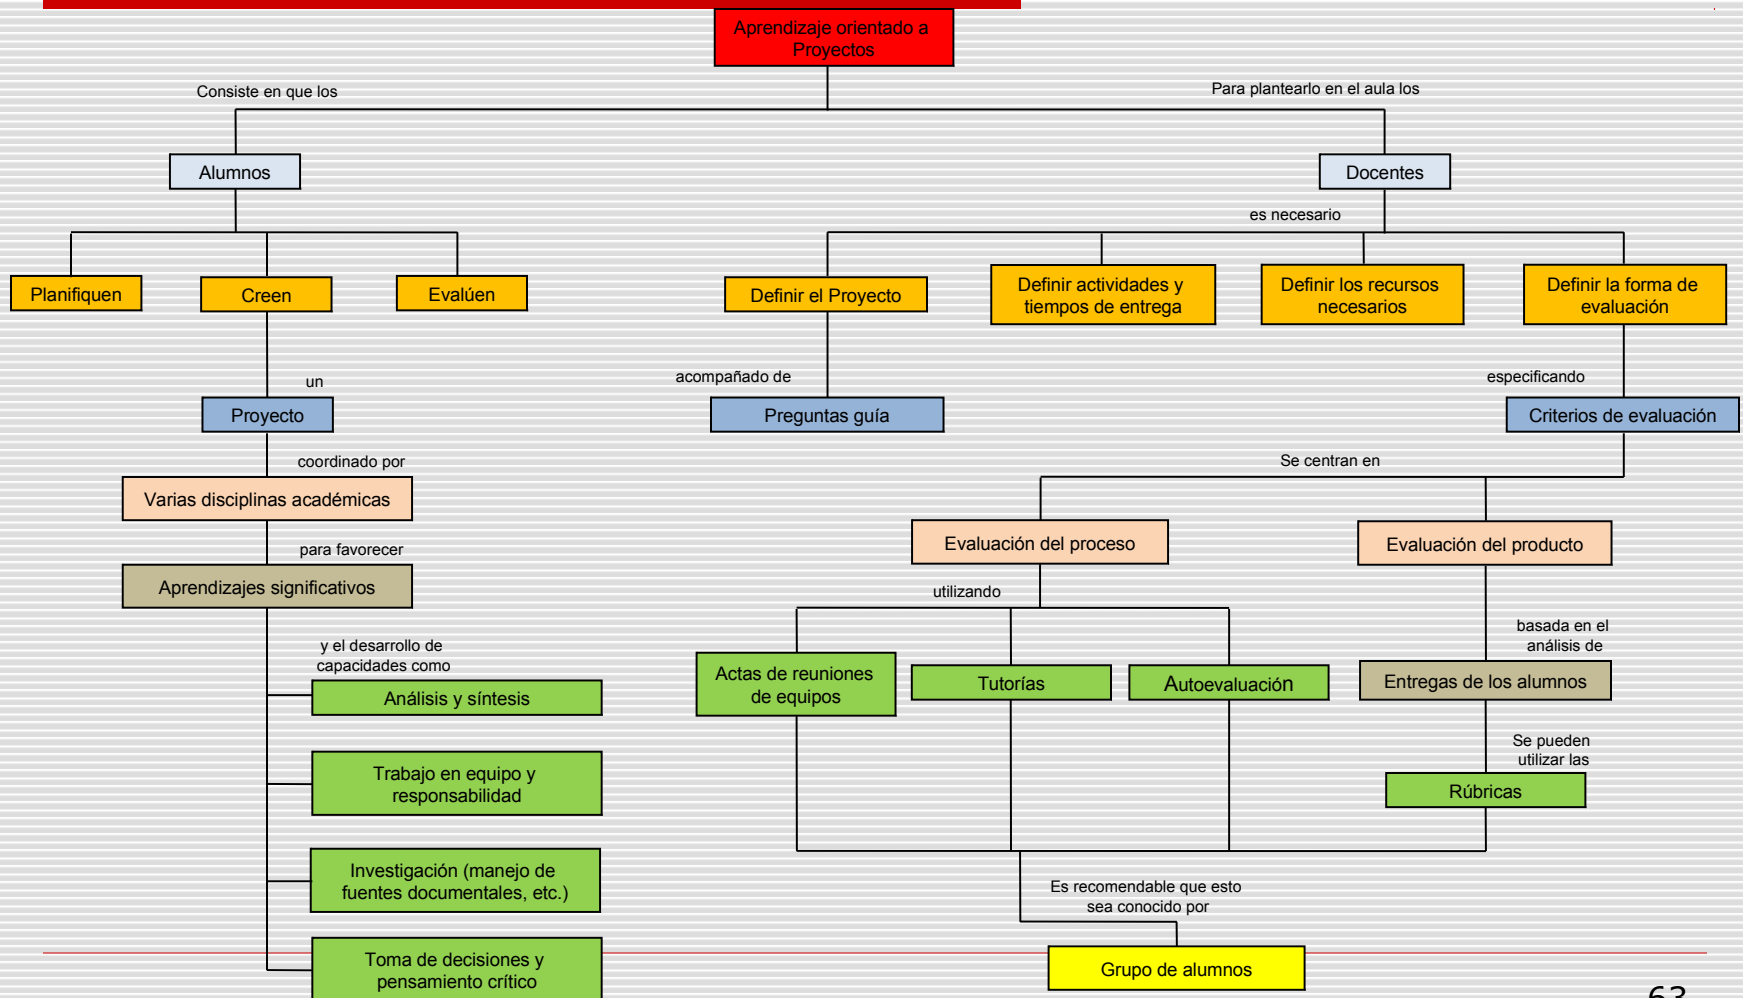 Aprendizaje orientado a
Proyectos
Consiste en que los
Para plantearlo en el aula los
Alumnos
Docentes
es necesario
Planifiquen
Creen
Evalúen
Definir el Proyecto
Definir actividades y
tiempos de entrega
Definir los recursos
necesarios
Definir la forma de
evaluación
un
acompañado de
especificando
Proyecto
Preguntas guía
Criterios de evaluación
coordinado por
Se centran en
Varias disciplinas académicas
Evaluación del proceso
Evaluación del producto
para favorecer
Aprendizajes significativos
utilizando
basada en el
análisis de
y el desarrollo de
capacidades como
Actas de reuniones
de equipos
Tutorías
Autoevaluación
Entregas de los alumnos
Análisis y síntesis
Se pueden
utilizar las
Trabajo en equipo y
responsabilidad
Rúbricas
Investigación (manejo de
fuentes documentales, etc.)
Es recomendable que esto
sea conocido por
Toma de decisiones y
pensamiento crítico
Grupo de alumnos
63